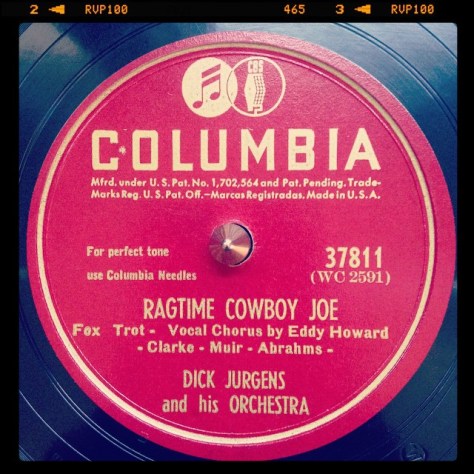 2 ◄ RVP100 465 3 ◄ RVP100
CBS
COLUMBIA
Mfrd. under U.S. Pat. No. 1,702,564 and Pat. Pending. Trade-
Marks Reg. U.S. Pat. Off.—Marcas Registradas. Made in U.S.A.
For perfect tone
use Columbia Needles
37811
(WC 2591)
RAGTIME COWBOY JOE
Fox Trot - Vocal Chorus by Eddy Howard
- Clarke - Muir - Abrahms -
DICK JURGENS
and his ORCHESTRA